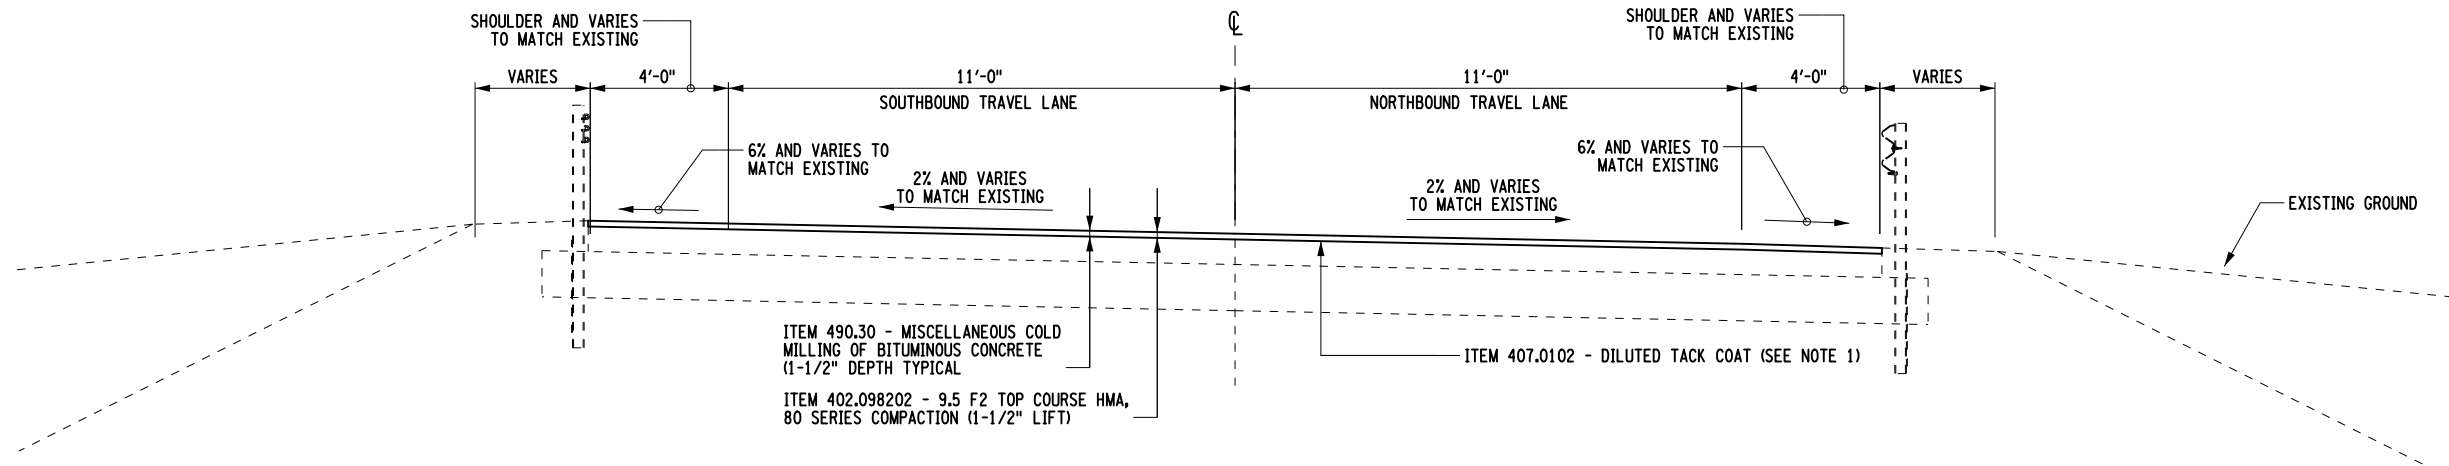 SHOULDER AND VARIES
TO MATCH EXISTING
℄
SHOULDER AND VARIES
TO MATCH EXISTING
VARIES
4'-0"
11'-0"
11'-0"
4'-0"
VARIES
SOUTHBOUND TRAVEL LANE
NORTHBOUND TRAVEL LANE
6% AND VARIES TO
MATCH EXISTING
2% AND VARIES
TO MATCH EXISTING
2% AND VARIES
TO MATCH EXISTING
6% AND VARIES TO
MATCH EXISTING
EXISTING GROUND
ITEM 490.30 - MISCELLANEOUS COLD
MILLING OF BITUMINOUS CONCRETE
(1-1/2" DEPTH TYPICAL
ITEM 407.0102 - DILUTED TACK COAT (SEE NOTE 1)
ITEM 402.098202 - 9.5 F2 TOP COURSE HMA,
80 SERIES COMPACTION (1-1/2" LIFT)